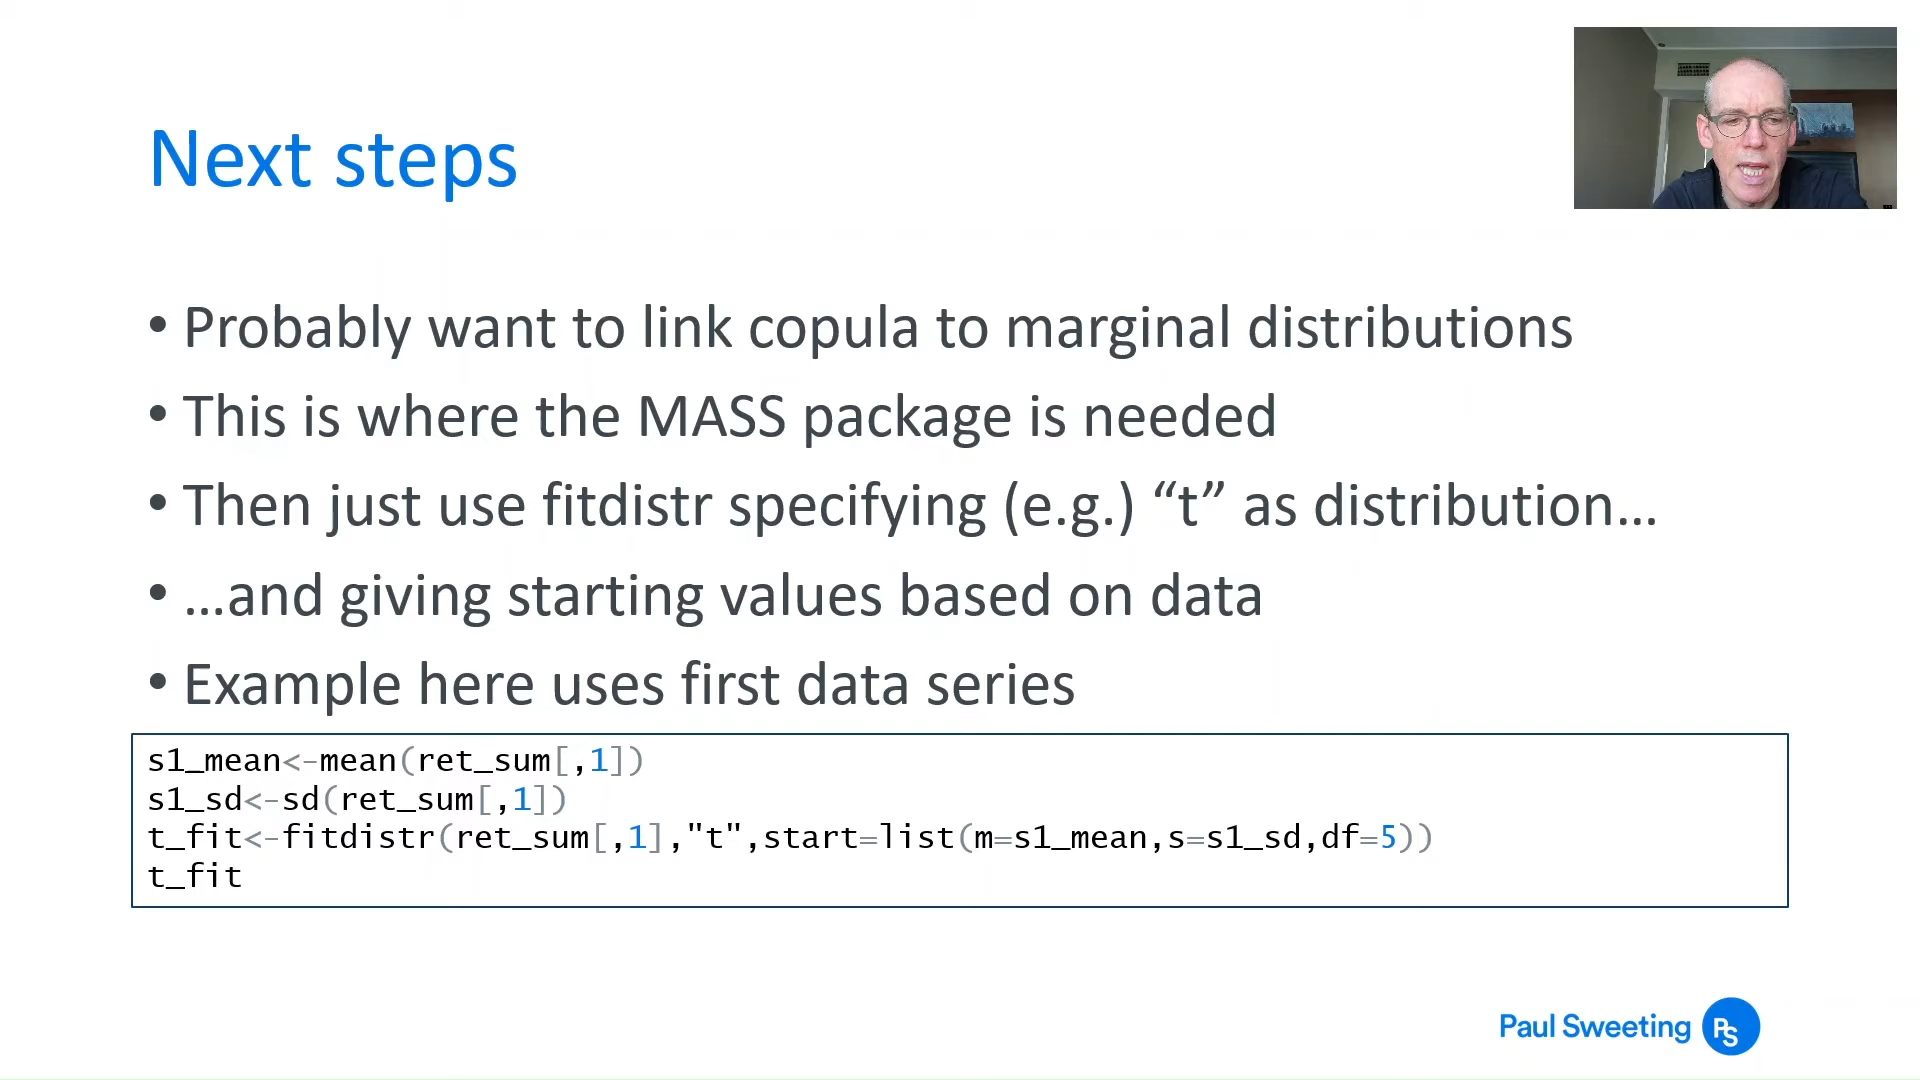 Next steps
• Probably want to link copula to marginal distributions
• This is where the MASS package is needed
• Then just use fitdistr specifying (e.g.) “t” as distribution…
• …and giving starting values based on data
• Example here uses first data series
s1_mean<-mean(ret_sum[,1])
s1_sd<-sd(ret_sum[,1])
t_fit<-fitdistr(ret_sum[,1],"t",start=list(m=s1_mean,s=s1_sd,df=5))
t_fit
Paul Sweeting PS